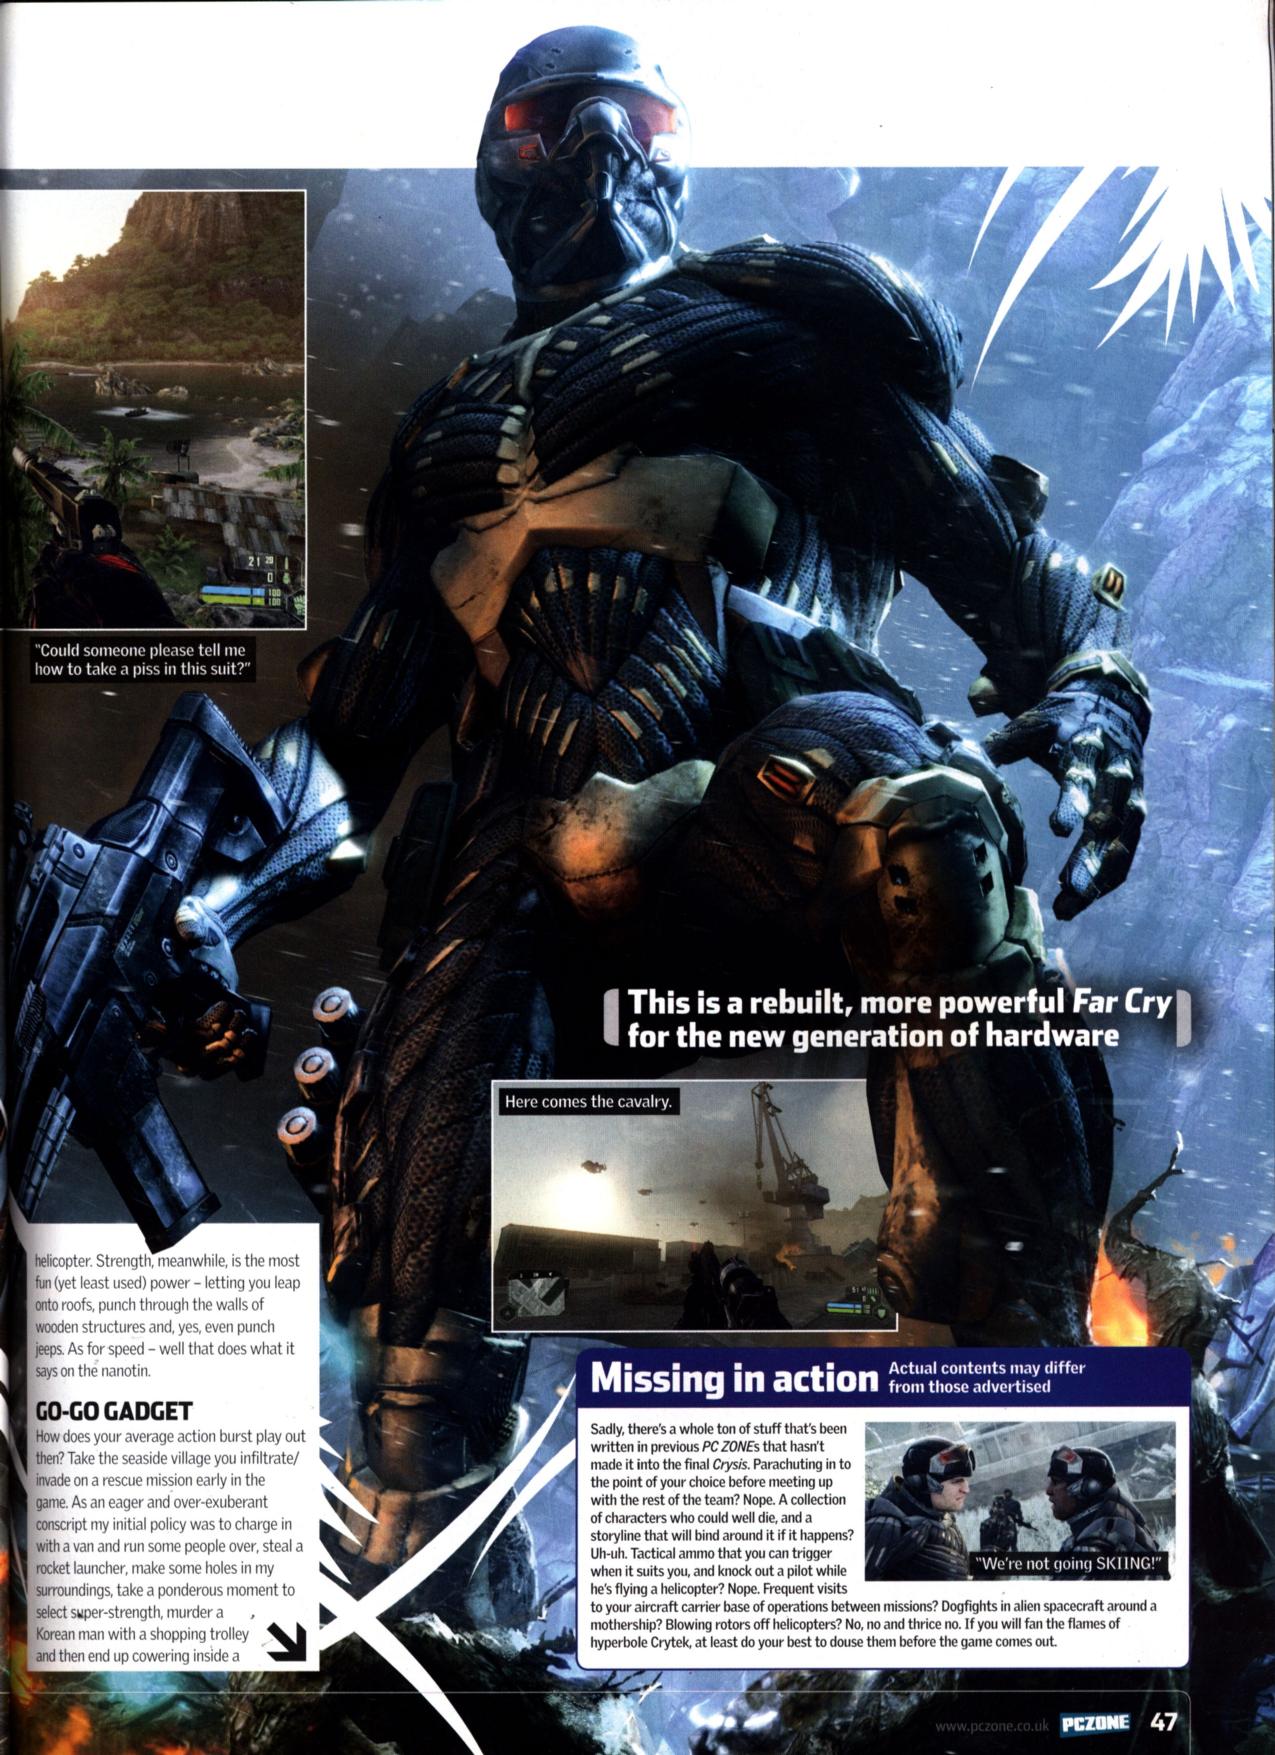 21 29
0
100
100
"Could someone please tell me
how to take a piss in this suit?"
This is a rebuilt, more powerful Far Cry
for the new generation of hardware
Here comes the cavalry.
helicopter. Strength, meanwhile, is the most
fun (yet least used) power – letting you leap
onto roofs, punch through the walls of
wooden structures and, yes, even punch
jeeps. As for speed – well that does what it
says on the nanotin.
GO-GO GADGET
How does your average action burst play out
then? Take the seaside village you infiltrate/
invade on a rescue mission early in the
game. As an eager and over-exuberant
conscript my initial policy was to charge in
with a van and run some people over, steal a
rocket launcher, make some holes in my
surroundings, take a ponderous moment to
select super-strength, murder a
Korean man with a shopping trolley
and then end up cowering inside a
Missing in action
Actual contents may differ
from those advertised
Sadly, there's a whole ton of stuff that's been
written in previous PC ZONEs that hasn't
made it into the final Crysis. Parachuting in to
the point of your choice before meeting up
with the rest of the team? Nope. A collection
of characters who could well die, and a
storyline that will bind around it if it happens?
Uh-uh. Tactical ammo that you can trigger
when it suits you, and knock out a pilot while
he's flying a helicopter? Nope. Frequent visits
to your aircraft carrier base of operations between missions? Dogfights in alien spacecraft around a
mothership? Blowing rotors off helicopters? No, no and thrice no. If you will fan the flames of
hyperbole Crytek, at least do your best to douse them before the game comes out.
"We're not going SKIING!"
www.pczone.co.uk PCZONE 47